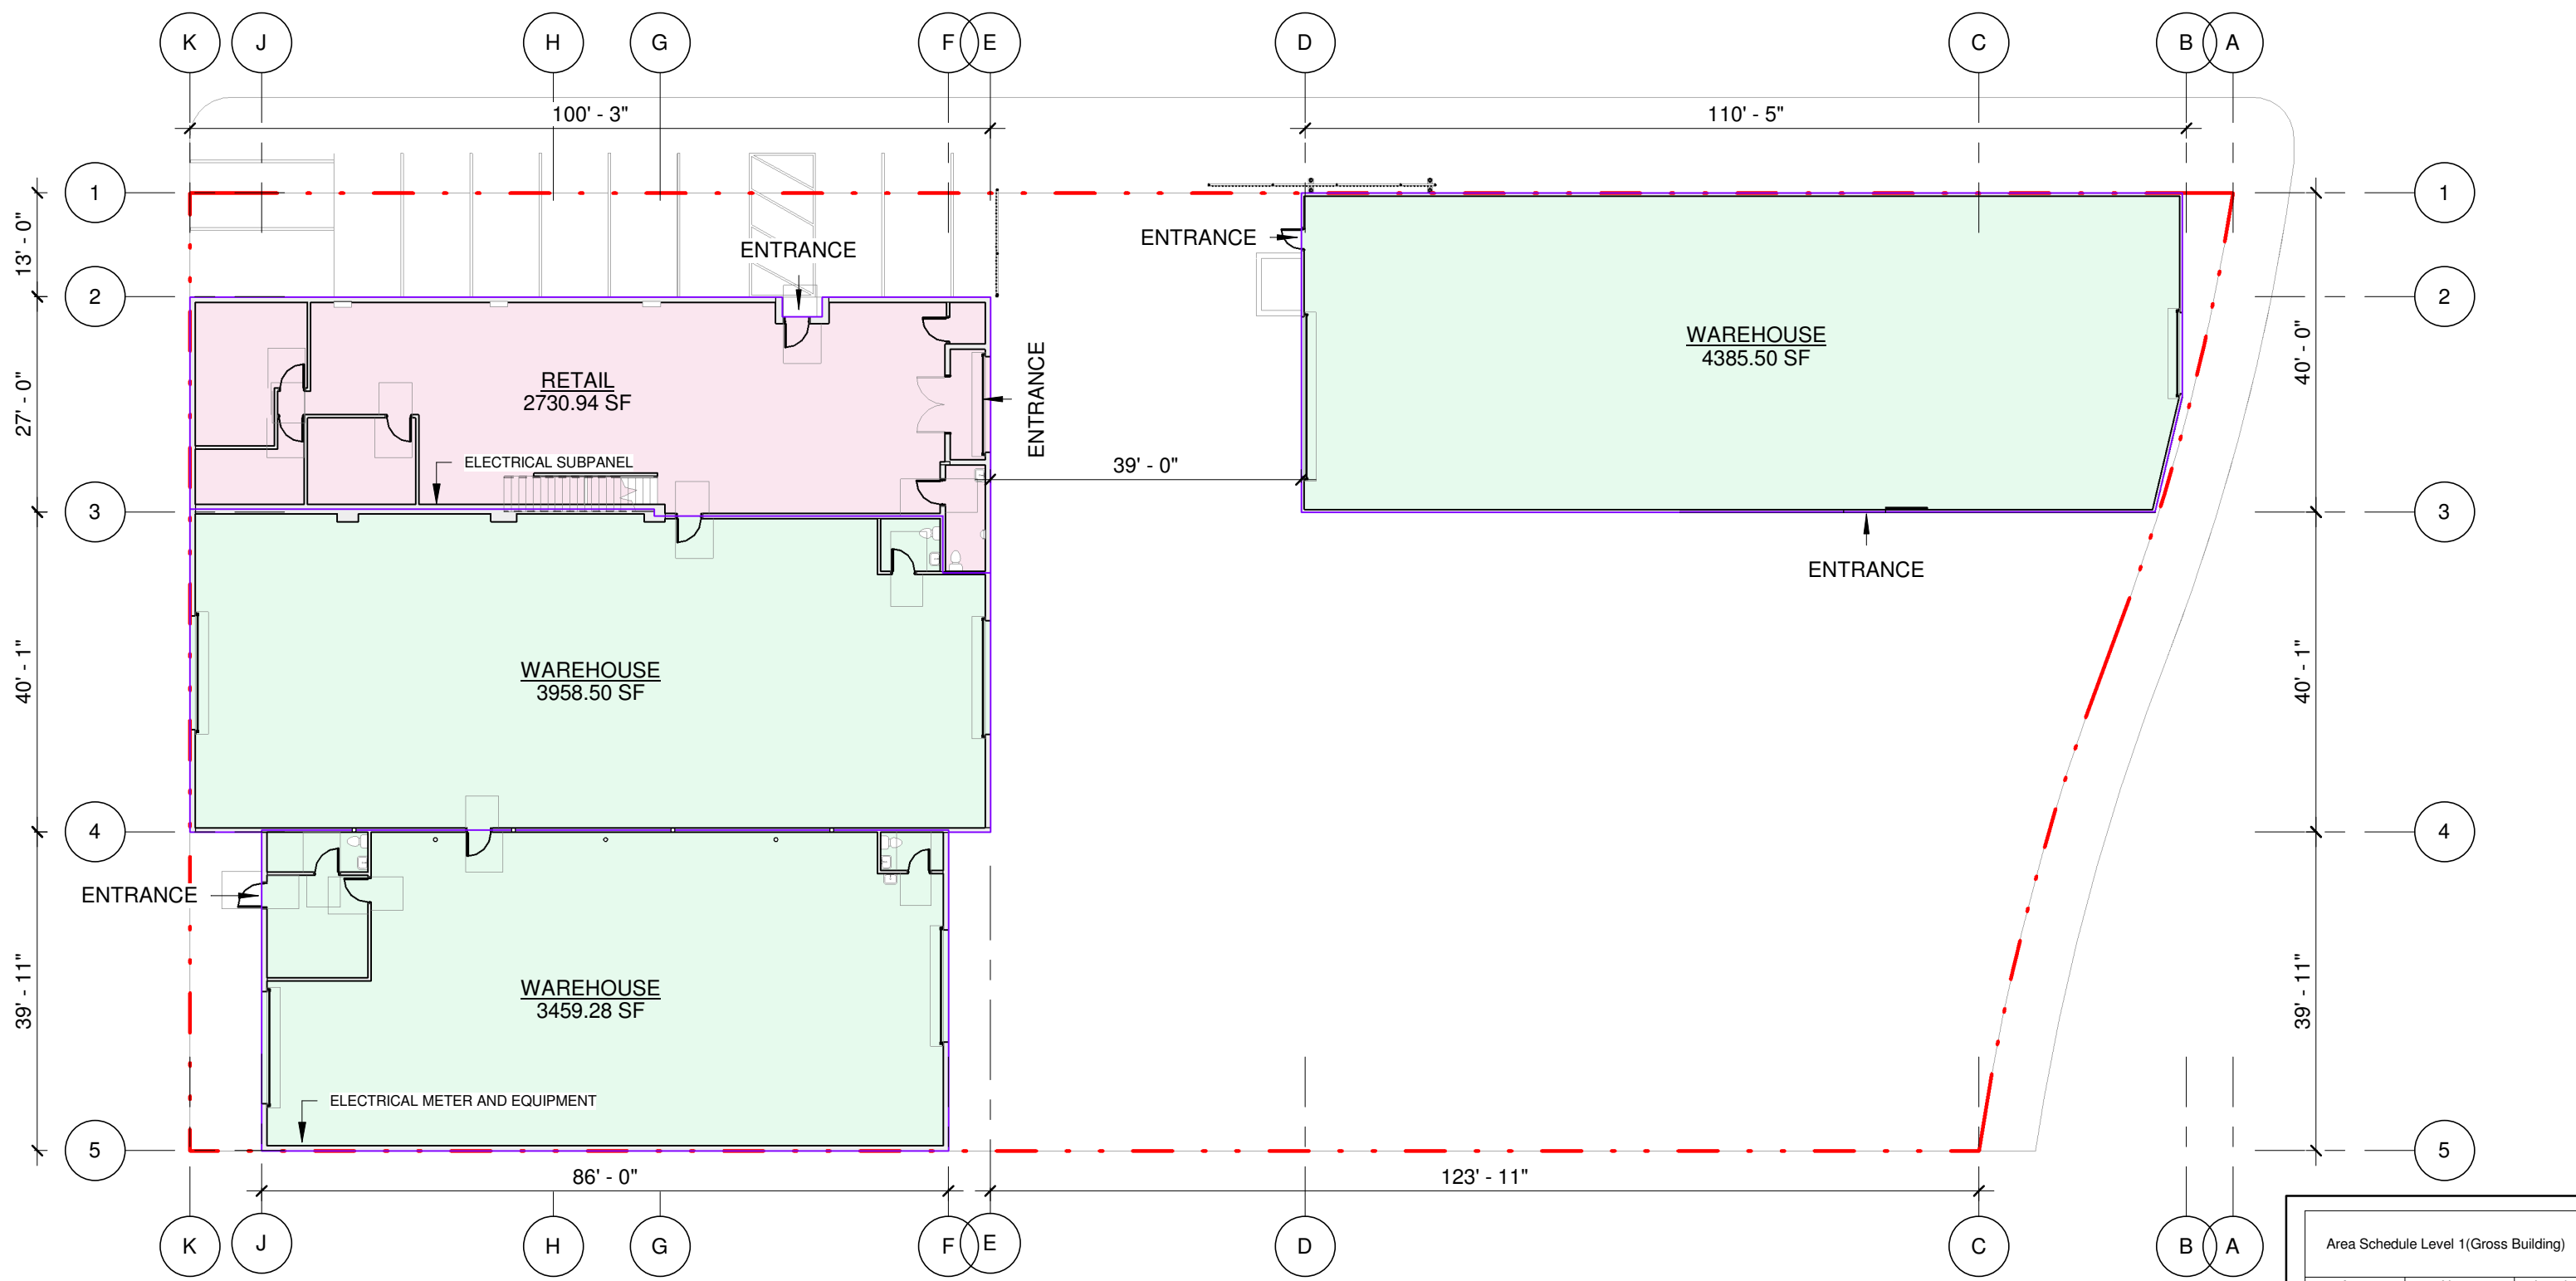 K J H G F E D C B A
100' - 3" 110' - 5"
1 1
13' - 0"
ENTRANCE ENTRANCE
2 2
27' - 0" 40' - 0"
WAREHOUSE
4385.50 SF
RETAIL
2730.94 SF
ENTRANCE
ELECTRICAL SUBPANEL
39' - 0"
3 3
ENTRANCE
40' - 1" 40' - 1"
WAREHOUSE
3958.50 SF
4 4
ENTRANCE
39' - 11" 39' - 11"
WAREHOUSE
3459.28 SF
ELECTRICAL METER AND EQUIPMENT
5 5
86' - 0" 123' - 11"
K J H G F E D C B A
Area Schedule Level 1(Gross Building)